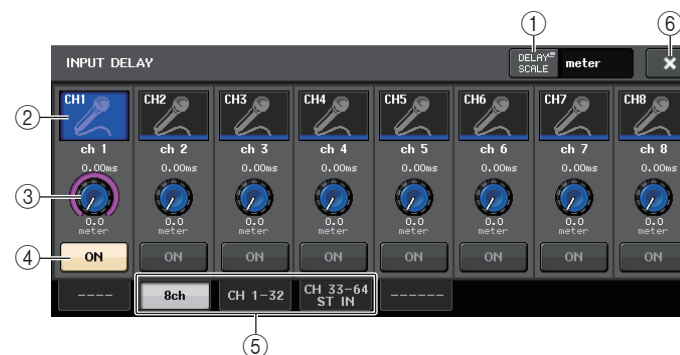 ① ⑥
INPUT DELAY
DELAY SCALE meter ×
②
CH1 CH2 CH3 CH4 CH5 CH6 CH7 CH8
ch 1 ch 2 ch 3 ch 4 ch 5 ch 6 ch 7 ch 8
0.00ms 0.00ms 0.00ms 0.00ms 0.00ms 0.00ms 0.00ms 0.00ms
③
0.0 0.0 0.0 0.0 0.0 0.0 0.0 0.0
meter meter meter meter meter meter meter meter
④ ON ON ON ON ON ON ON ON
---- 8ch CH 1-32 CH 33-64 ST IN ------
⑤